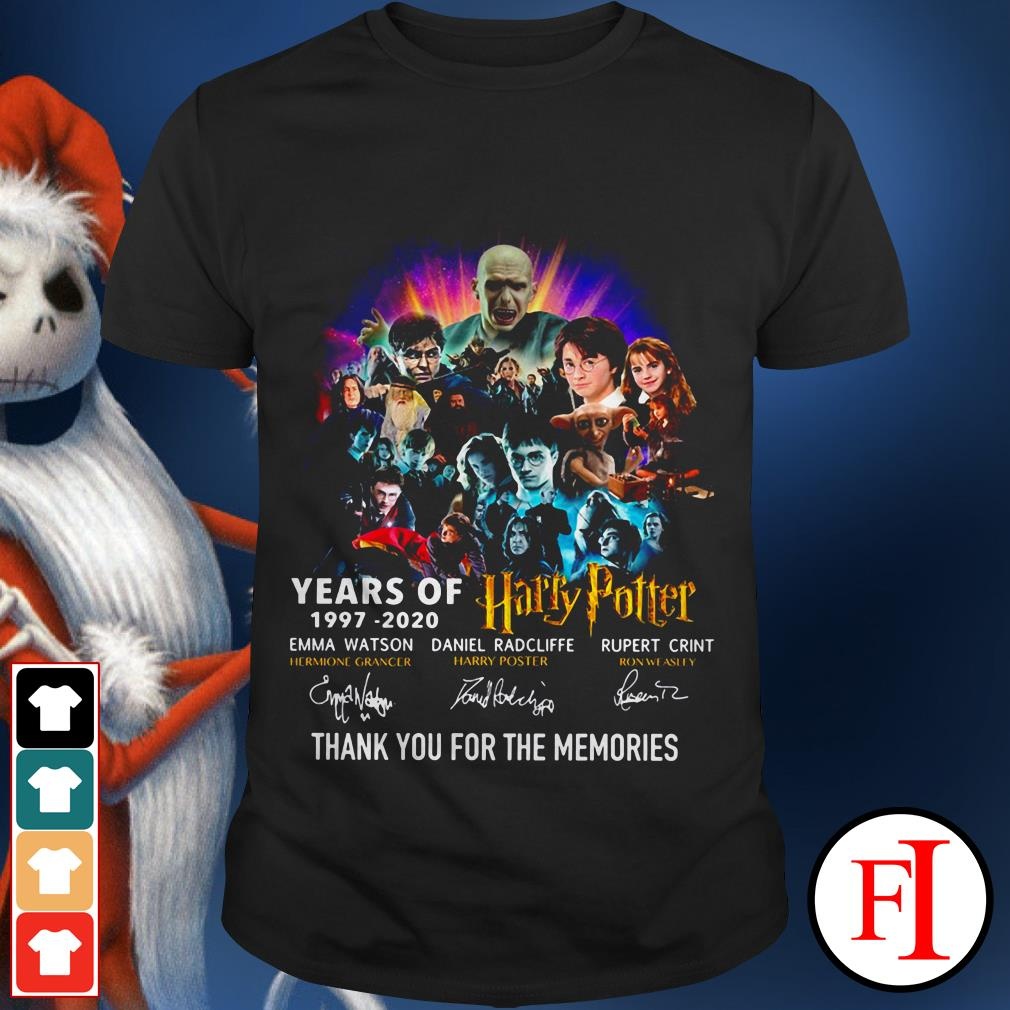 YEARS OF Harry Potter
1997 -2020
EMMA WATSON DANIEL RADCLIFFE RUPERT CRINT
HERMIONE GRANCER HARRY POSTER RON WEASLEY
THANK YOU FOR THE MEMORIES
FI